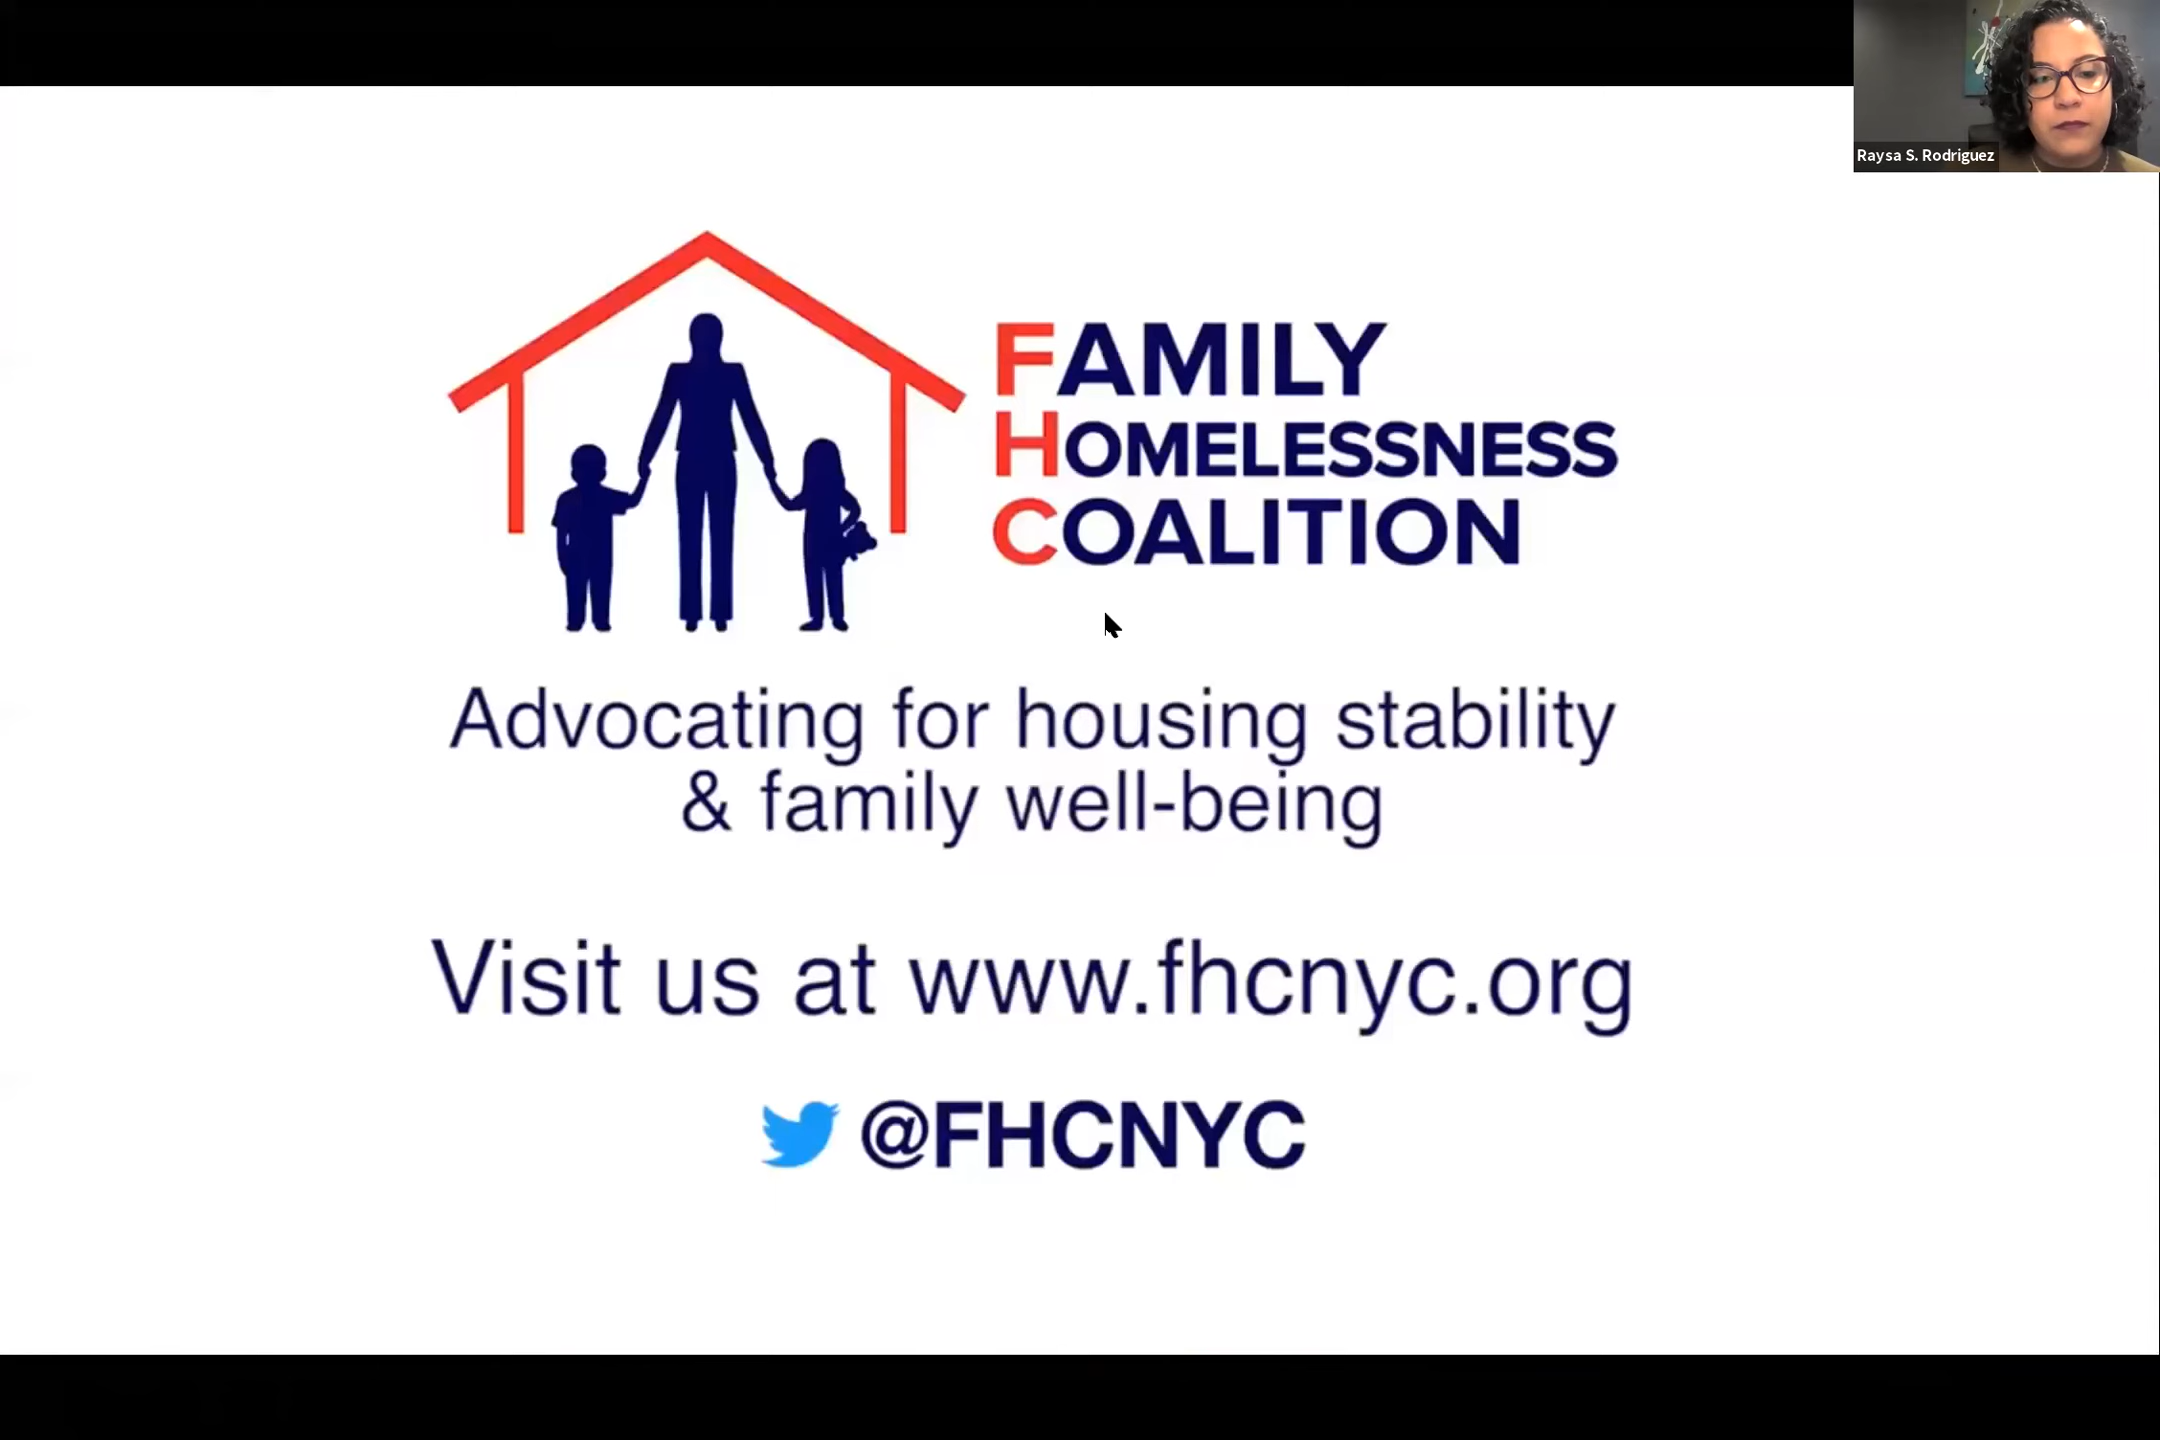 Raysa S. Rodriguez
FAMILY
HOMELESSNESS
COALITION
Advocating for housing stability
& family well-being
Visit us at www.fhcnyc.org
@FHCNYC